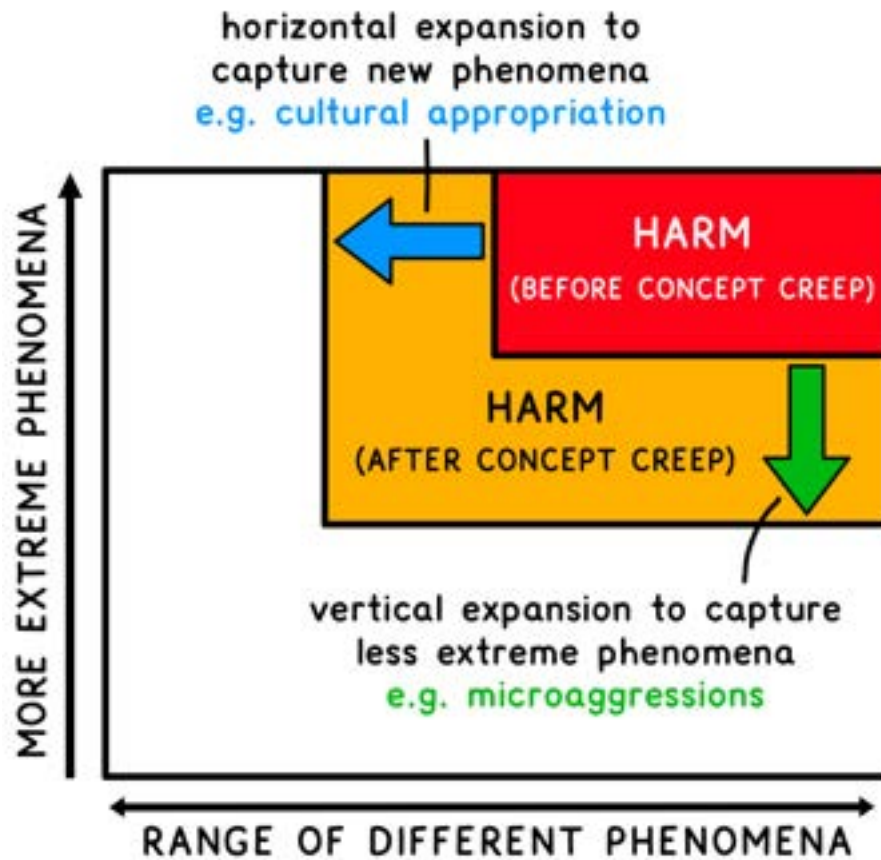 horizontal expansion to
capture new phenomena
e.g. cultural appropriation
MORE EXTREME PHENOMENA
HARM
(BEFORE CONCEPT CREEP)
HARM
(AFTER CONCEPT CREEP)
vertical expansion to capture
less extreme phenomena
e.g. microaggressions
RANGE OF DIFFERENT PHENOMENA